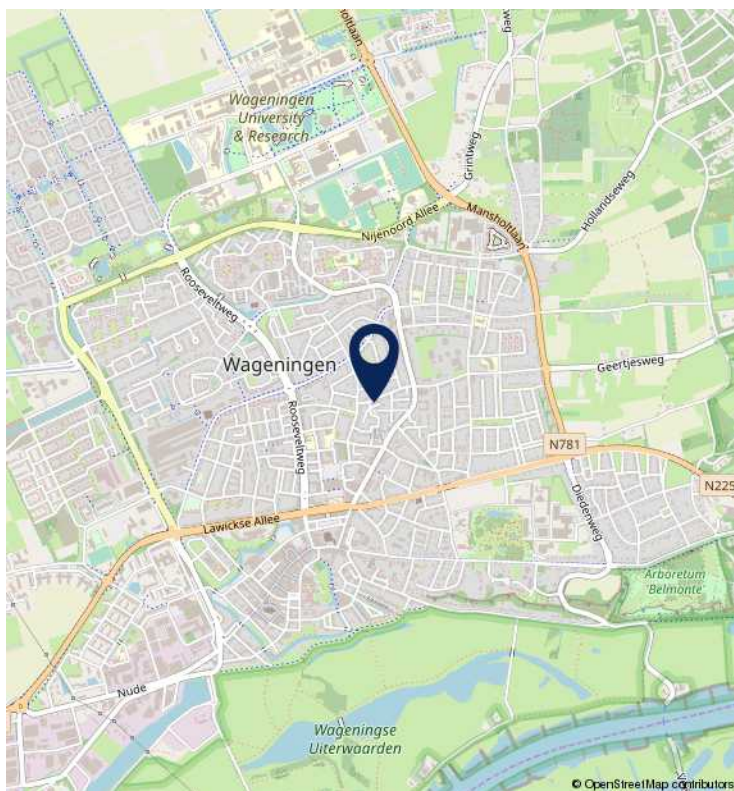 sholtlaan
Wageningen
University
& Research
Grintweg
Hollandseweg
Nijenoord Allee
Mansholtlaan
Rooseveltweg
Wageningen
Geertjesweg
Rooseveltweg
N781
N225
Lawickse Allee
Diedenweg
Arboretum
'Belmonte'
Nude
Wageningse
Uiterwaarden
© OpenStreetMap contributors